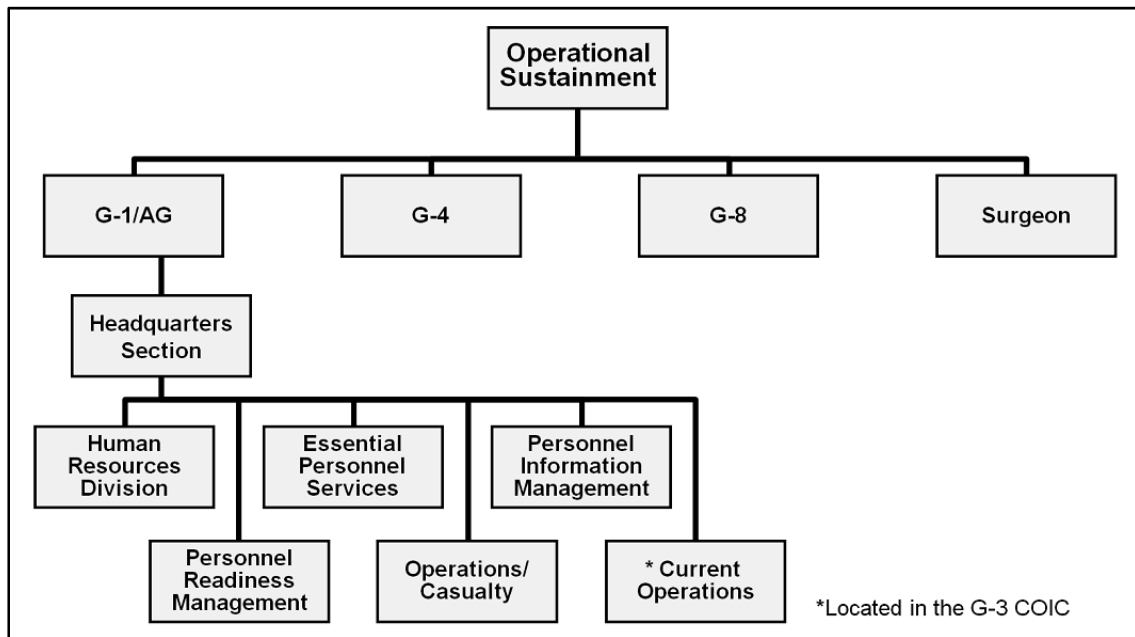 Operational
Sustainment
G-1/AG
G-4
G-8
Surgeon
Headquarters
Section
Human
Resources
Division
Essential
Personnel
Services
Personnel
Information
Management
Personnel
Readiness
Management
Operations/
Casualty
* Current
Operations
*Located in the G-3 COIC